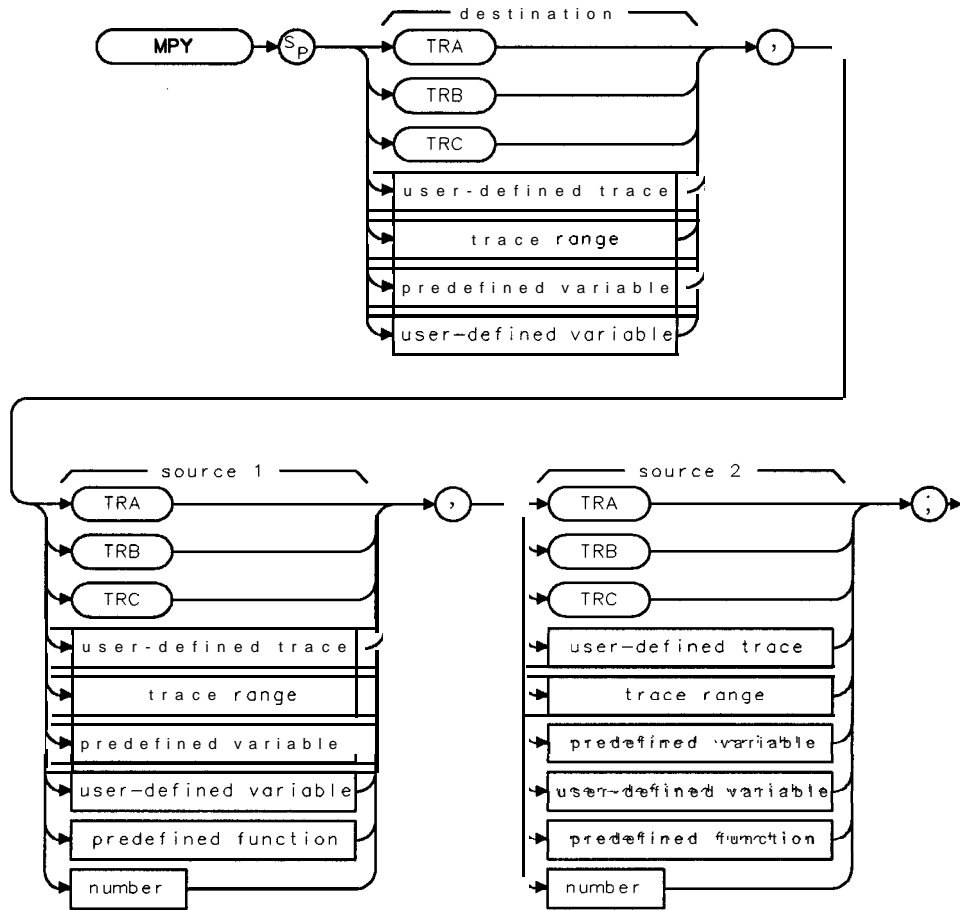 destination
MPY
SP
TRA
,
TRB
TRC
user-defined trace
trace range
predefined variable
user-defined variable
source 1
TRA
,
TRB
TRC
user-defined trace
trace range
predefined variable
user-defined variable
predefined function
number
source 2
TRA
;
TRB
TRC
user-defined trace
trace range
predefined variable
user-defined variable
predefined function
number